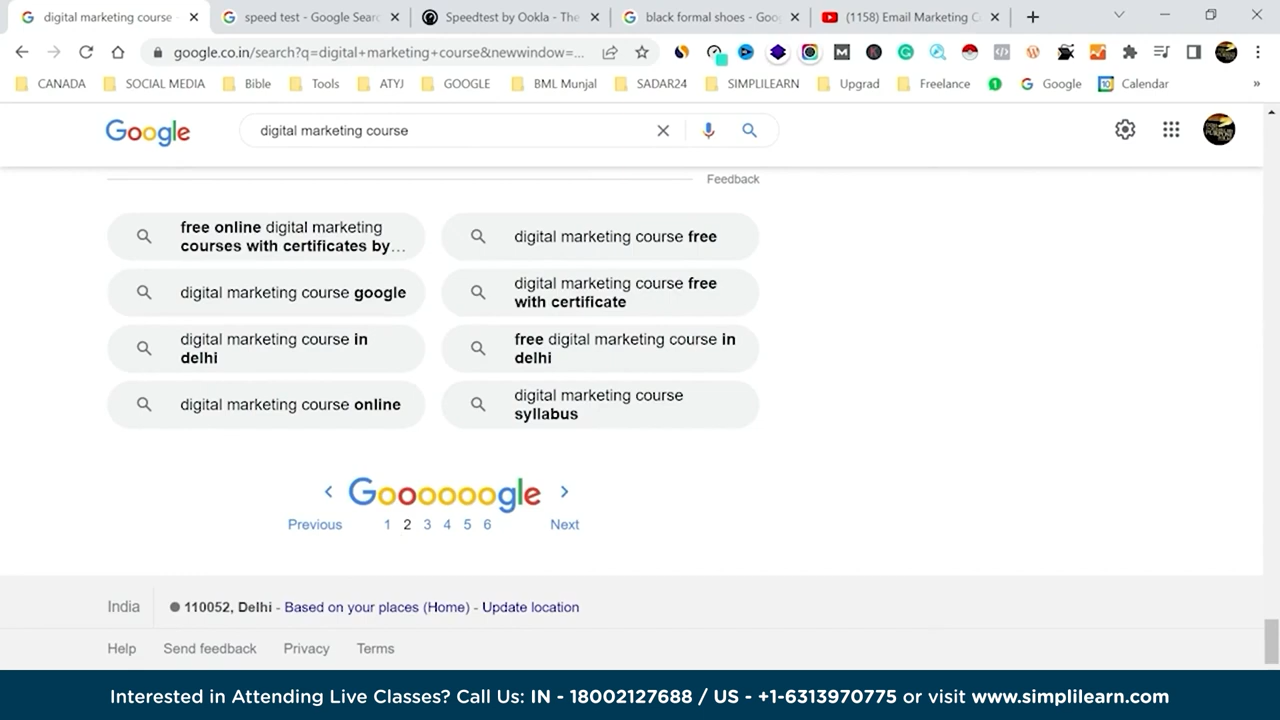 digital marketing course -
speed test - Google Searc
Speedtest by Ookla - The
black formal shoes - Goo
(1158) Email Marketing C
google.co.in/search?q=digital+marketing+course&newwindow=...
CANADA
SOCIAL MEDIA
Bible
Tools
ATYJ
GOOGLE
BML Munjal
SADAR24
SIMPLILEARN
Upgrad
Freelance
1
Google
10
Calendar
»
Google
digital marketing course
Feedback
free online digital marketing
courses with certificates by...
digital marketing course free
digital marketing course google
digital marketing course free
with certificate
digital marketing course in
delhi
free digital marketing course in
delhi
digital marketing course online
digital marketing course
syllabus
Goooooogle
Previous
1 2 3 4 5 6
Next
India
110052, Delhi - Based on your places (Home) - Update location
Help
Send feedback
Privacy
Terms
Interested in Attending Live Classes? Call Us: IN - 18002127688 / US - +1-6313970775 or visit www.simplilearn.com